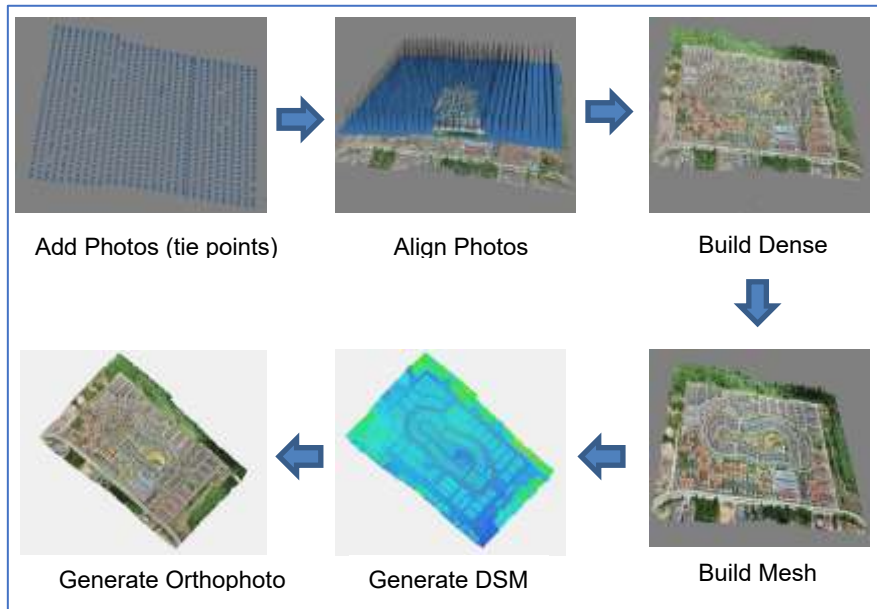 Add Photos (tie points)
Align Photos
Build Dense
Build Mesh
Generate DSM
Generate Orthophoto